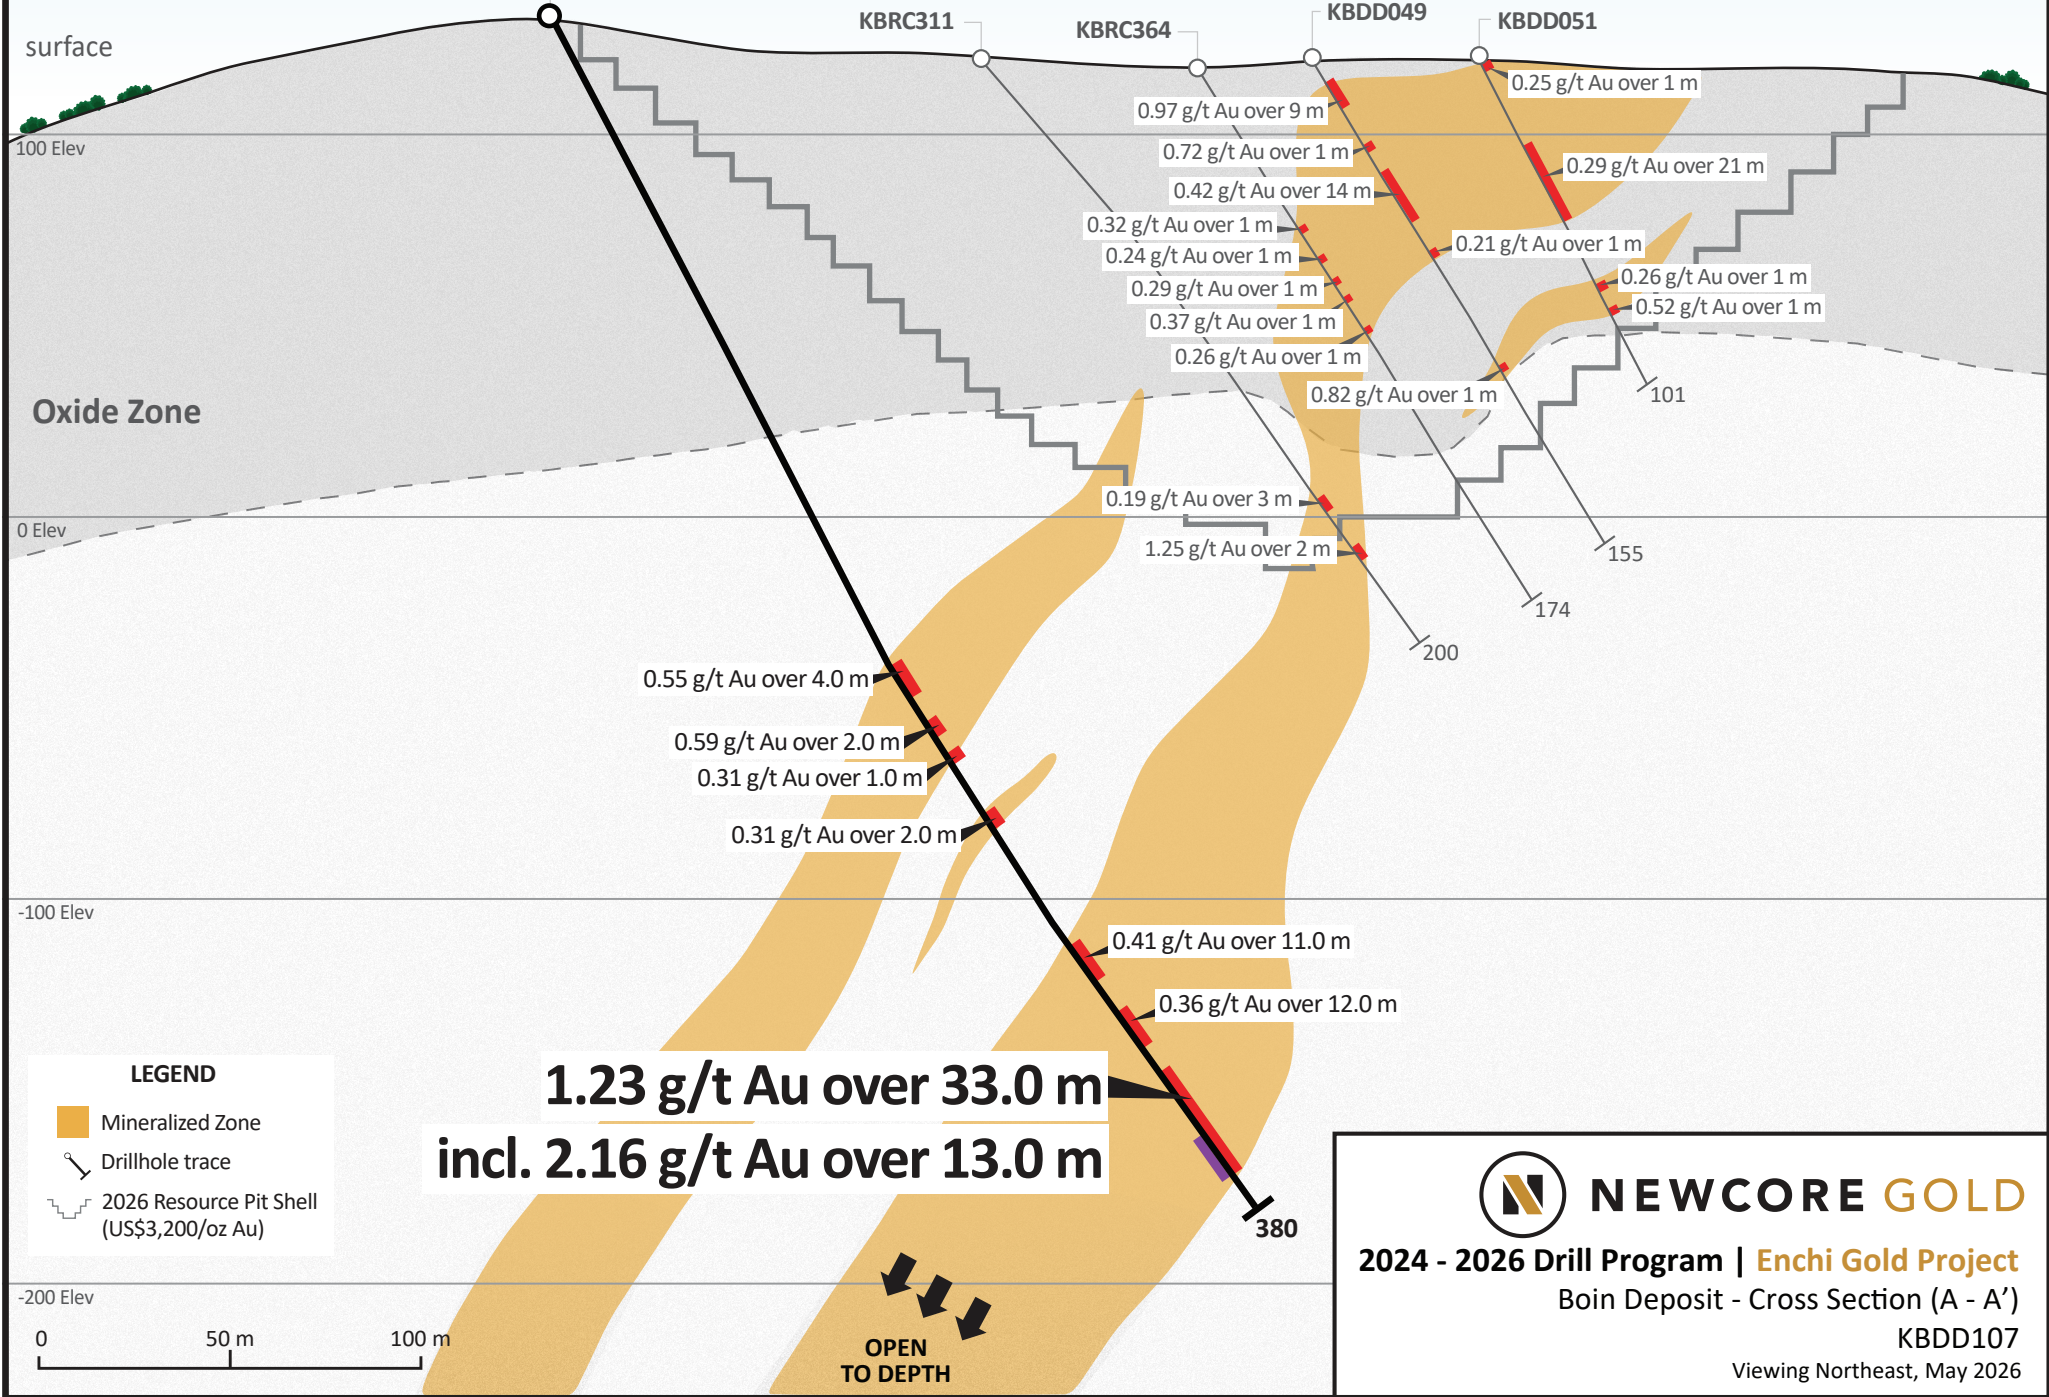 KBDD049
KBRC311
KBRC364
KBDD051
surface
0.25 g/t Au over 1 m
0.97 g/t Au over 9 m
100 Elev
0.72 g/t Au over 1 m
0.29 g/t Au over 21 m
0.42 g/t Au over 14 m
0.32 g/t Au over 1 m
0.21 g/t Au over 1 m
0.24 g/t Au over 1 m
0.26 g/t Au over 1 m
0.29 g/t Au over 1 m
0.52 g/t Au over 1 m
0.37 g/t Au over 1 m
0.26 g/t Au over 1 m
0.82 g/t Au over 1 m
101
Oxide Zone
0.19 g/t Au over 3 m
0 Elev
1.25 g/t Au over 2 m
155
174
200
0.55 g/t Au over 4.0 m
0.59 g/t Au over 2.0 m
0.31 g/t Au over 1.0 m
0.31 g/t Au over 2.0 m
-100 Elev
0.41 g/t Au over 11.0 m
0.36 g/t Au over 12.0 m
1.23 g/t Au over 33.0 m
incl. 2.16 g/t Au over 13.0 m
380
LEGEND
Mineralized Zone
Drillhole trace
2026 Resource Pit Shell
(US$3,200/oz Au)
-200 Elev
0 50 m 100 m
OPEN
TO DEPTH
NEWCORE GOLD
2024 - 2026 Drill Program | Enchi Gold Project
Boin Deposit - Cross Section (A - A’)
KBDD107
Viewing Northeast, May 2026